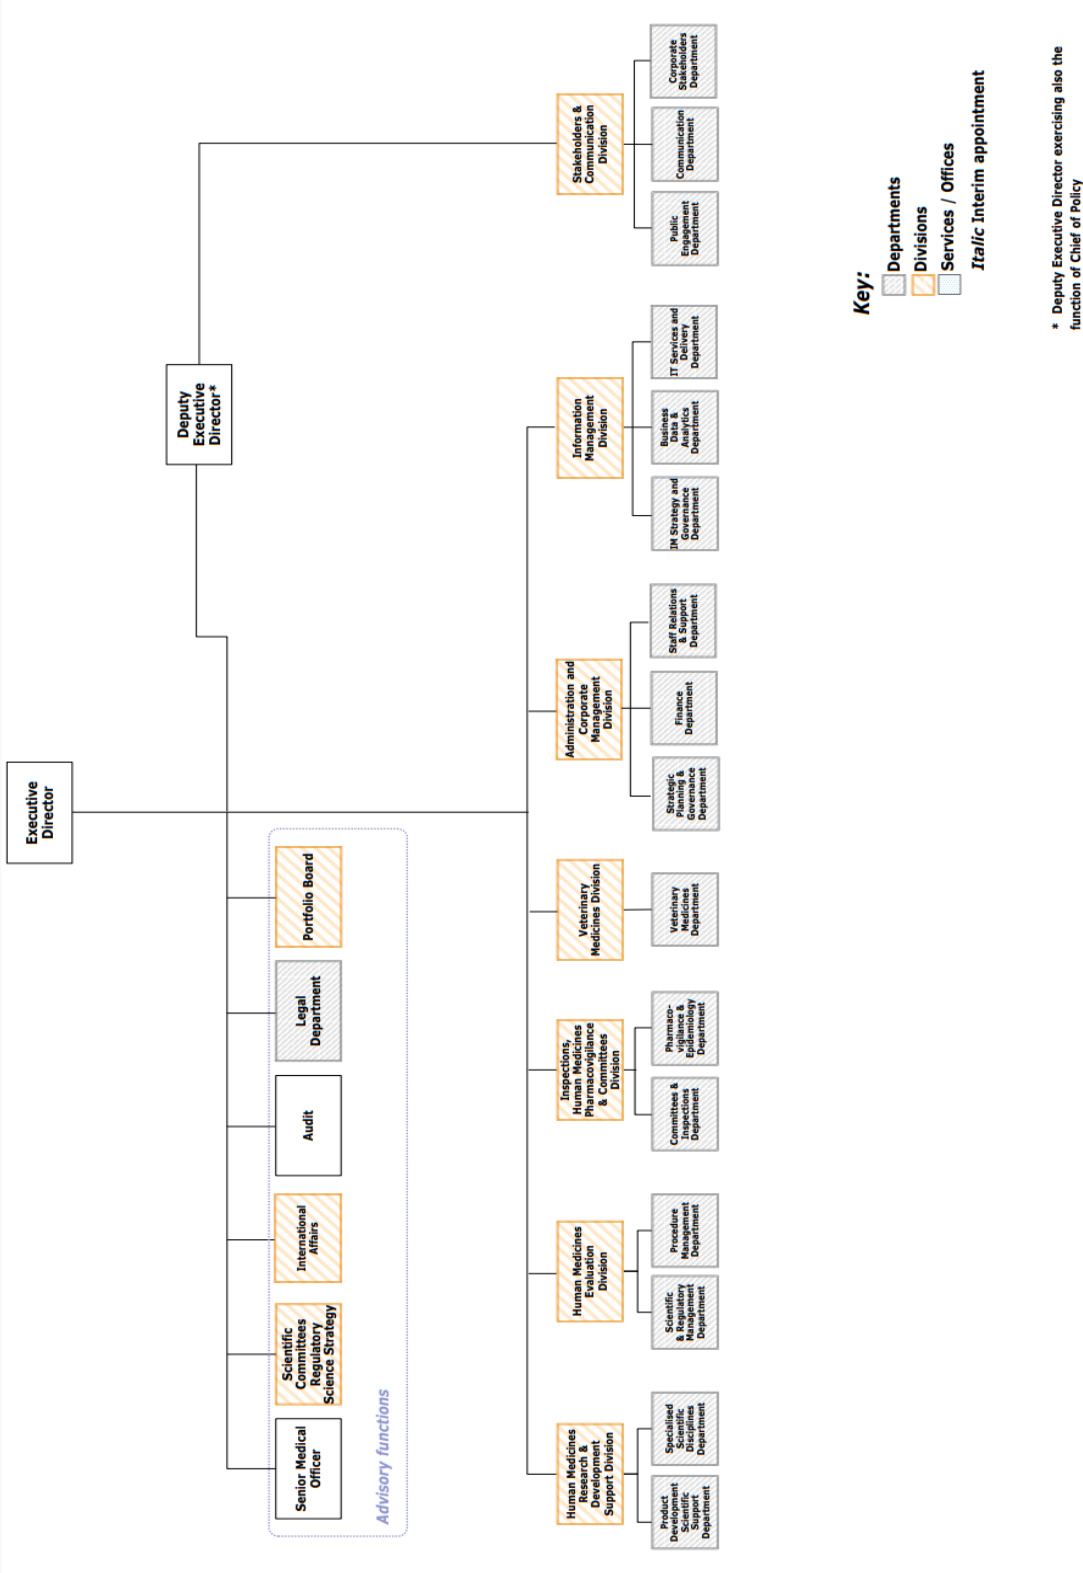 Executive
Director
Deputy
Executive
Director*
Senior Medical
Officer
Scientific
Committees
Regulatory
Science Strategy
International
Affairs
Audit
Legal
Department
Portfolio Board
Advisory functions
Human Medicines
Research &
Development
Support Division
Human Medicines
Evaluation
Division
Inspections,
Human Medicines
Pharmacovigilance
& Committees
Division
Veterinary
Medicines Division
Administration and
Corporate
Management
Division
Information
Management
Division
Stakeholders &
Communication
Division
Product
Development
Scientific
Support
Department
Specialised
Scientific
Disciplines
Department
Scientific
& Regulatory
Management
Department
Procedure
Management
Department
Committees &
Inspections
Department
Pharmaco-
vigilance &
Epidemiology
Department
Veterinary
Medicines
Department
Strategic
Planning &
Governance
Department
Finance
Department
Staff Relations
& Support
Department
IM Strategy and
Governance
Department
Business
Data &
Analytics
Department
IT Services and
Delivery
Department
Public
Engagement
Department
Communication
Department
Corporate
Stakeholders
Department
Key:
Departments
Divisions
Services / Offices
Italic Interim appointment
* Deputy Executive Director exercising also the
function of Chief of Policy